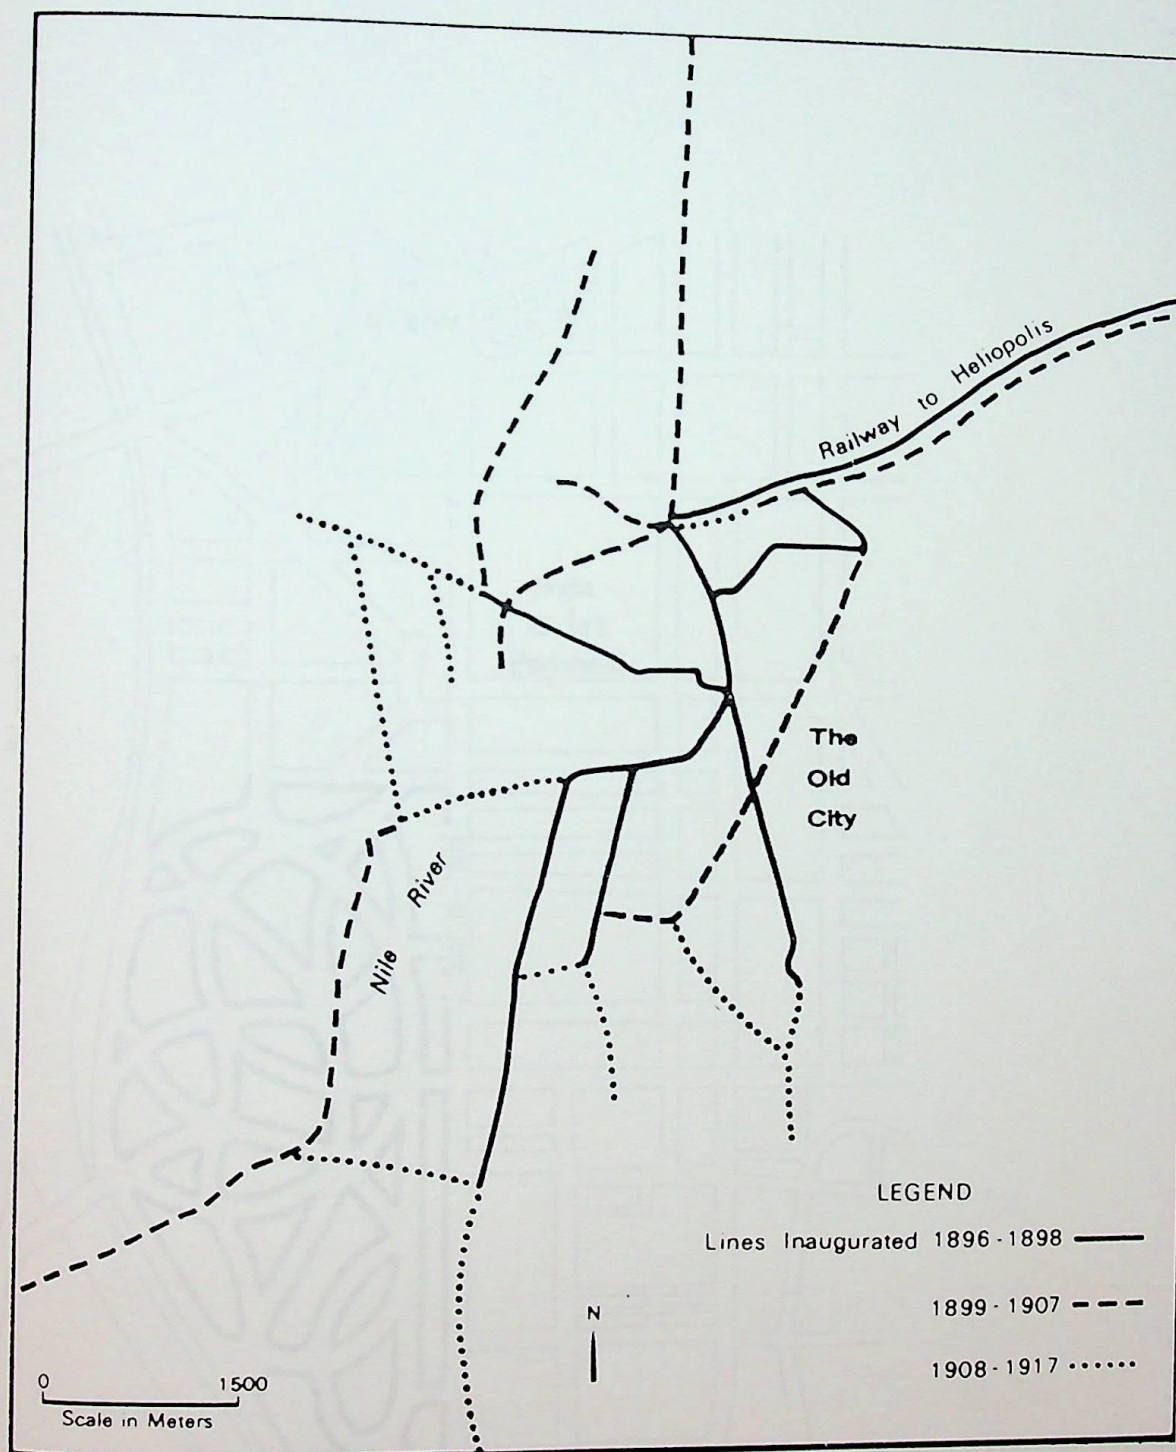 Railway to Heliopolis
The
Old
City
Nile River
LEGEND
Lines Inaugurated 1896-1898
1899-1907
1908-1917
N
0 1500
Scale in Meters